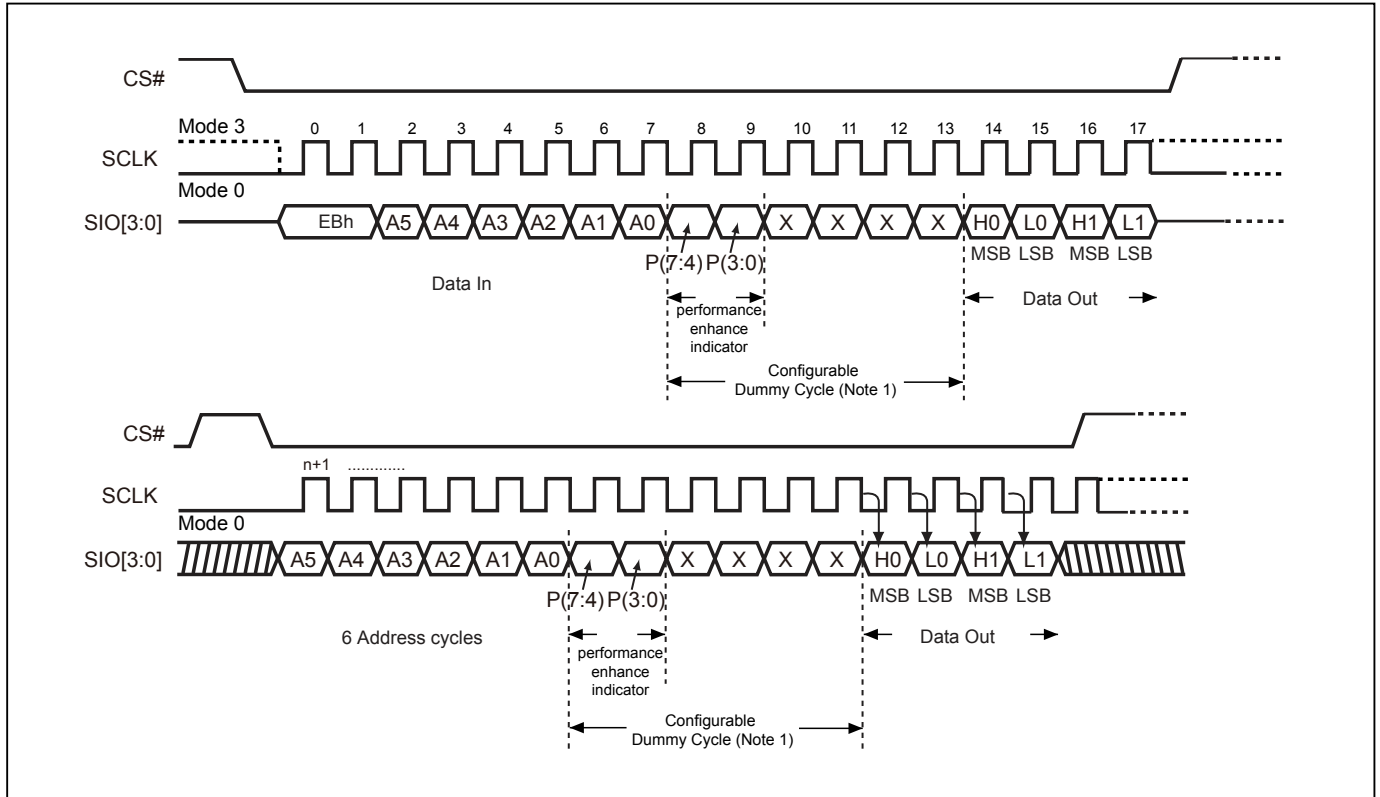 CS#
Mode 3
0 1 2 3 4 5 6 7 8 9 10 11 12 13 14 15 16 17
SCLK
Mode 0
SIO[3:0]
EBh A5 A4 A3 A2 A1 A0 X X X X H0 L0 H1 L1
MSB LSB MSB LSB
P(7:4) P(3:0)
Data In
Data Out
performance
enhance
indicator
Configurable
Dummy Cycle (Note 1)
CS#
n+1 .............
SCLK
Mode 0
SIO[3:0]
A5 A4 A3 A2 A1 A0 X X X X H0 L0 H1 L1
P(7:4) P(3:0)
MSB LSB MSB LSB
6 Address cycles
Data Out
performance
enhance
indicator
Configurable
Dummy Cycle (Note 1)